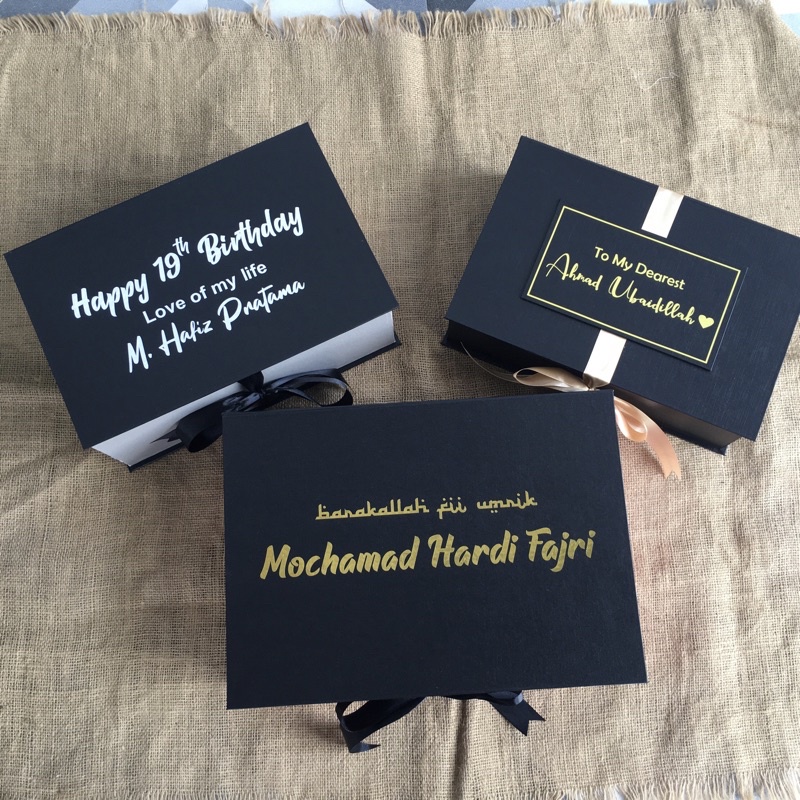 Happy 19th Birthday
Love of my life
M. Hafiz Pratama
To My Dearest
Ahmad Ubaidillah
barakallah fii umrik
Mochamad Hardi Fajri